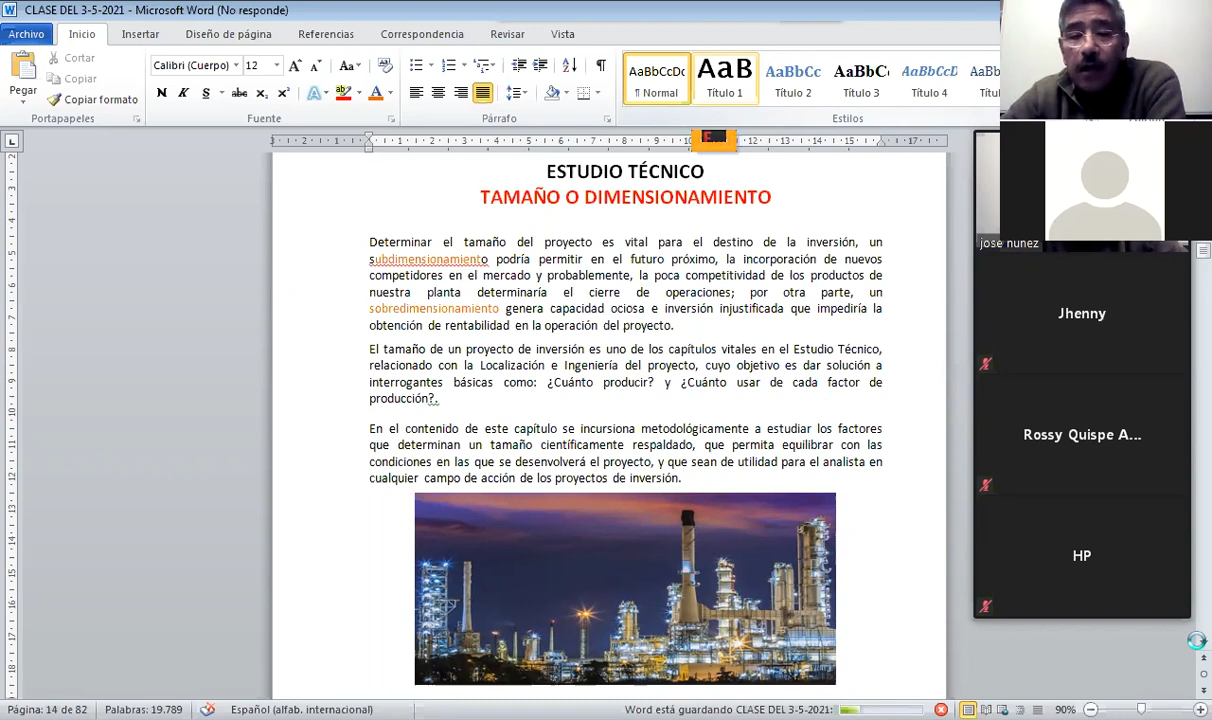 CLASE DEL 3-5-2021 - Microsoft Word (No responde)
Archivo Inicio Insertar Diseño de página Referencias Correspondencia Revisar Vista
Pegar
Cortar
Copiar
Copiar formato
Portapapeles
Calibri (Cuerpo) 12
N K S abc x₂ x²
Fuente
Párrafo
AaBbCcDc AaB AaBbCc AaBbCc AaBbCcD AaBb
¶ Normal Título 1 Título 2 Título 3 Título 4
Estilos
ESTUDIO TÉCNICO
TAMAÑO O DIMENSIONAMIENTO
Determinar el tamaño del proyecto es vital para el destino de la inversión, un
subdimensionamiento podría permitir en el futuro próximo, la incorporación de nuevos
competidores en el mercado y probablemente, la poca competitividad de los productos de
nuestra planta determinaría el cierre de operaciones; por otra parte, un
sobredimensionamiento genera capacidad ociosa e inversión injustificada que impediría la
obtención de rentabilidad en la operación del proyecto.
El tamaño de un proyecto de inversión es uno de los capítulos vitales en el Estudio Técnico,
relacionado con la Localización e Ingeniería del proyecto, cuyo objetivo es dar solución a
interrogantes básicas como: ¿Cuánto producir? y ¿Cuánto usar de cada factor de
producción?.
En el contenido de este capítulo se incursiona metodológicamente a estudiar los factores
que determinan un tamaño científicamente respaldado, que permita equilibrar con las
condiciones en las que se desenvolverá el proyecto, y que sean de utilidad para el analista en
cualquier campo de acción de los proyectos de inversión.
jose nunez
Jhenny
Rossy Quispe A...
HP
Página: 14 de 82 Palabras: 19.789 Español (alfab. internacional) Word está guardando CLASE DEL 3-5-2021: 90%